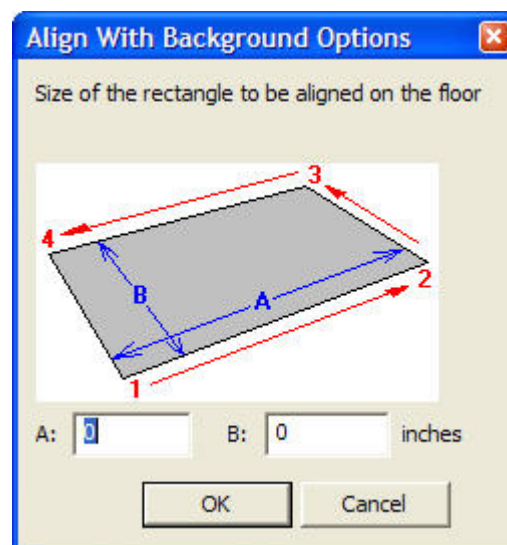 Align With Background Options
Size of the rectangle to be aligned on the floor
3
4
B
A
2
1
A: 0 B: 0 inches
OK Cancel